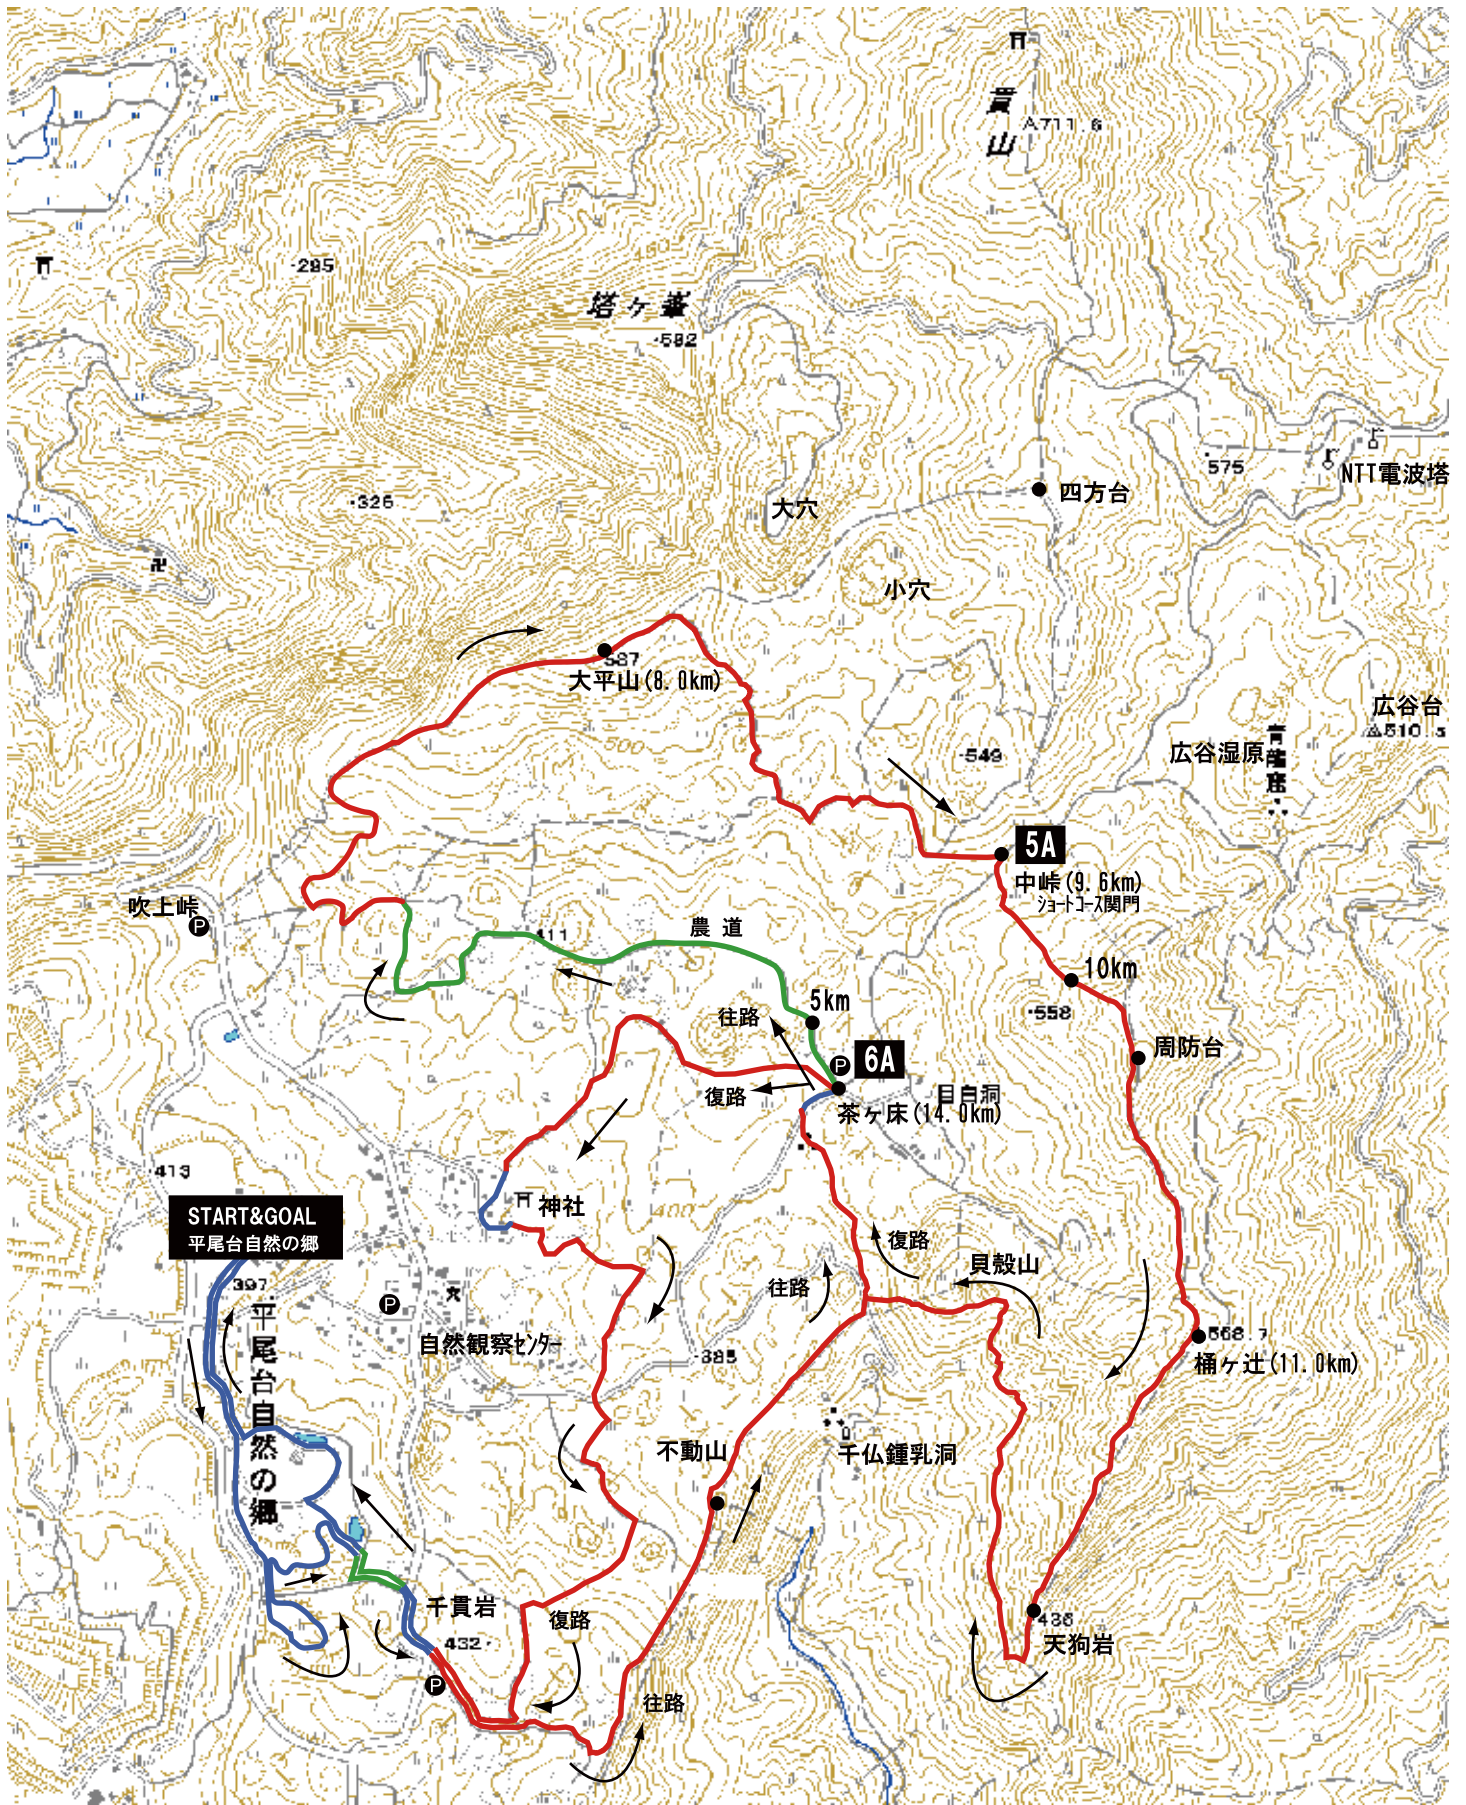 貫山
711.6
295
塔ヶ峯
582
575
NTT電波塔
326
四方台
大穴
小穴
587
大平山(8.0km)
500
広谷台
510.
広谷湿原
青龍窟
549
5A
中峠(9.6km)
ショートコース関門
吹上峠
P
411
農 道
10km
558
5km
往路
周防台
P
6A
復路
目白洞
茶ヶ床(14.0km)
413
START&GOAL
平尾台自然の郷
神社
復路
貝殻山
397
平尾台自然の郷
往路
P
自然観察センター
385
568.7
桶ヶ辻(11.0km)
不動山
千仏鍾乳洞
千貫岩
432
復路
436
天狗岩
P
往路